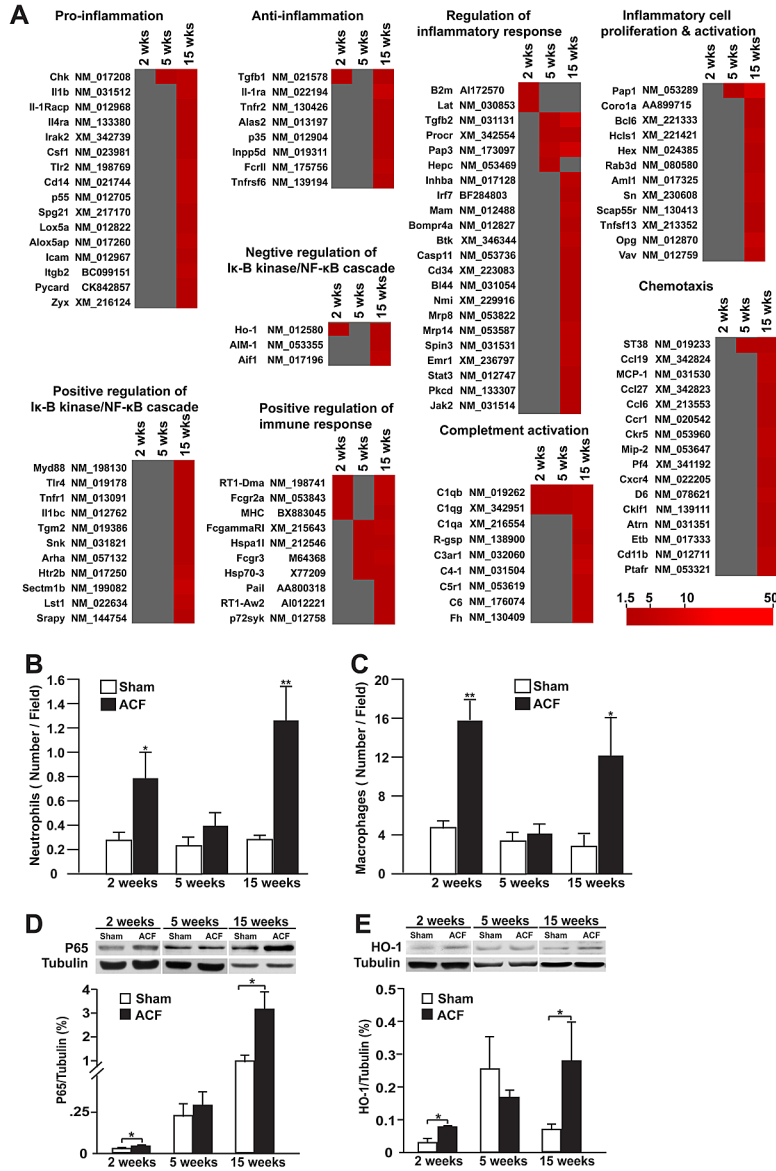 A
Pro-inflammation
2 wks 5 wks 15 wks
Chk NM_017208
Il1b NM_031512
Il-1Racp NM_012968
Il4ra NM_133380
Irak2 XM_342739
Csf1 NM_023981
Tlr2 NM_198769
Cd14 NM_021744
p55 NM_012705
Spg21 XM_217170
Lox5a NM_012822
Alox5ap NM_017260
Icam NM_012967
Itgb2 BC099151
Pycard CK842857
Zyx XM_216124
Anti-inflammation
2 wks 5 wks 15 wks
Tgfb1 NM_021578
Il-1ra NM_022194
Tnfr2 NM_130426
Alas2 NM_013197
p35 NM_012904
Inpp5d NM_019311
Fcrll NM_175756
Tnfrsf6 NM_139194
Negtive regulation of
Iκ-B kinase/NF-κB cascade
2 wks 5 wks 15 wks
Ho-1 NM_012580
AIM-1 NM_053355
Aif1 NM_017196
Regulation of
inflammatory response
2 wks 5 wks 15 wks
B2m AI172570
Lat NM_030853
Tgfb2 NM_031131
Procr XM_342554
Pap3 NM_173097
Hepc NM_053469
Inhba NM_017128
Irf7 BF284803
Mam NM_012488
Bompr4a NM_012827
Btk XM_346344
Casp11 NM_053736
Cd34 XM_223083
Bl44 NM_031054
Nmi XM_229916
Mrp8 NM_053822
Mrp14 NM_053587
Spin3 NM_031531
Emr1 XM_236797
Stat3 NM_012747
Pkcd NM_133307
Jak2 NM_031514
Inflammatory cell
proliferation & activation
2 wks 5 wks 15 wks
Pap1 NM_053289
Coro1a AA899715
Bcl6 XM_221333
Hcls1 XM_221421
Hex NM_024385
Rab3d NM_080580
Aml1 NM_017325
Sn XM_230608
Scap55r NM_130413
Tnfsf13 XM_213352
Opg NM_012870
Vav NM_012759
Chemotaxis
2 wks 5 wks 15 wks
ST38 NM_019233
Ccl19 XM_342824
MCP-1 NM_031530
Ccl27 XM_342823
Ccl6 XM_213553
Ccr1 NM_020542
Ckr5 NM_053960
Mip-2 NM_053647
Pf4 XM_341192
Cxcr4 NM_022205
D6 NM_078621
Cklf1 NM_139111
Atrn NM_031351
Etb NM_017333
Cd11b NM_012711
Ptafr NM_053321
Positive regulation of
Iκ-B kinase/NF-κB cascade
2 wks 5 wks 15 wks
Myd88 NM_198130
Tlr4 NM_019178
Tnfr1 NM_013091
Il1bc NM_012762
Tgm2 NM_019386
Snk NM_031821
Arha NM_057132
Htr2b NM_017250
Sectm1b NM_199082
Lst1 NM_022634
Srapy NM_144754
Positive regulation of
immune response
2 wks 5 wks 15 wks
RT1-Dma NM_198741
Fcgr2a NM_053843
MHC BX883045
FcgammaRI XM_215643
Hspa1l NM_212546
Fcgr3 M64368
Hsp70-3 X77209
Pail AA800318
RT1-Aw2 AI012221
p72syk NM_012758
Completment activation
2 wks 5 wks 15 wks
C1qb NM_019262
C1qg XM_342951
C1qa XM_216554
R-gsp NM_138900
C3ar1 NM_032060
C4-1 NM_031504
C5r1 NM_053619
C6 NM_176074
Fh NM_130409
1.5 5 10 50
B
Neutrophils ( Number / Field)
1.6
1.4
1.2
1.0
0.8
0.6
0.4
0.2
0
Sham
ACF
* **
2 weeks 5 weeks 15 weeks
C
Macrophages ( Number / Field)
20
16
12
8
4
0
Sham
ACF
** *
2 weeks 5 weeks 15 weeks
D
2 weeks 5 weeks 15 weeks
Sham ACF Sham ACF Sham ACF
P65
Tubulin
P65/Tubulin (%)
4
3
2
1
.25
0
Sham
ACF
* *
2 weeks 5 weeks 15 weeks
E
2 weeks 5 weeks 15 weeks
Sham ACF Sham ACF Sham ACF
HO-1
Tubulin
HO-1/Tubulin (%)
0.5
0.4
0.3
0.2
0.1
0
Sham
ACF
* *
2 weeks 5 weeks 15 weeks